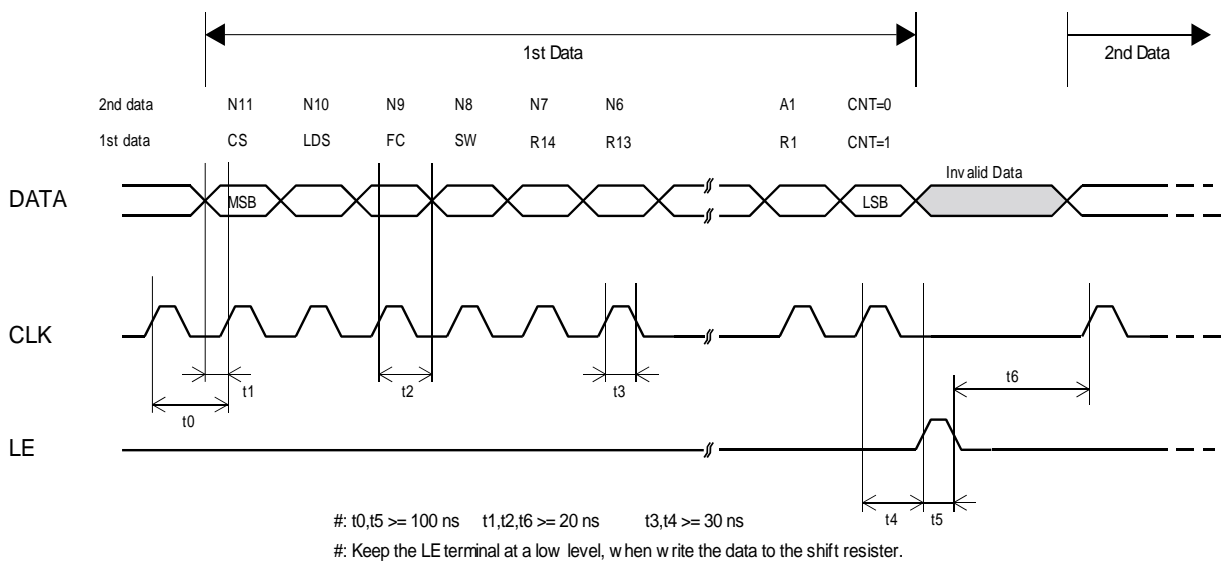 1st Data
2nd Data
2nd data N11 N10 N9 N8 N7 N6 A1 CNT=0
1st data CS LDS FC SW R14 R13 R1 CNT=1
Invalid Data
DATA MSB LSB
CLK
t1 t2 t3 t6
t0
LE
t4 t5
#: t0,t5 >= 100 ns t1,t2,t6 >= 20 ns t3,t4 >= 30 ns
#: Keep the LE terminal at a low level, when write the data to the shift resister.